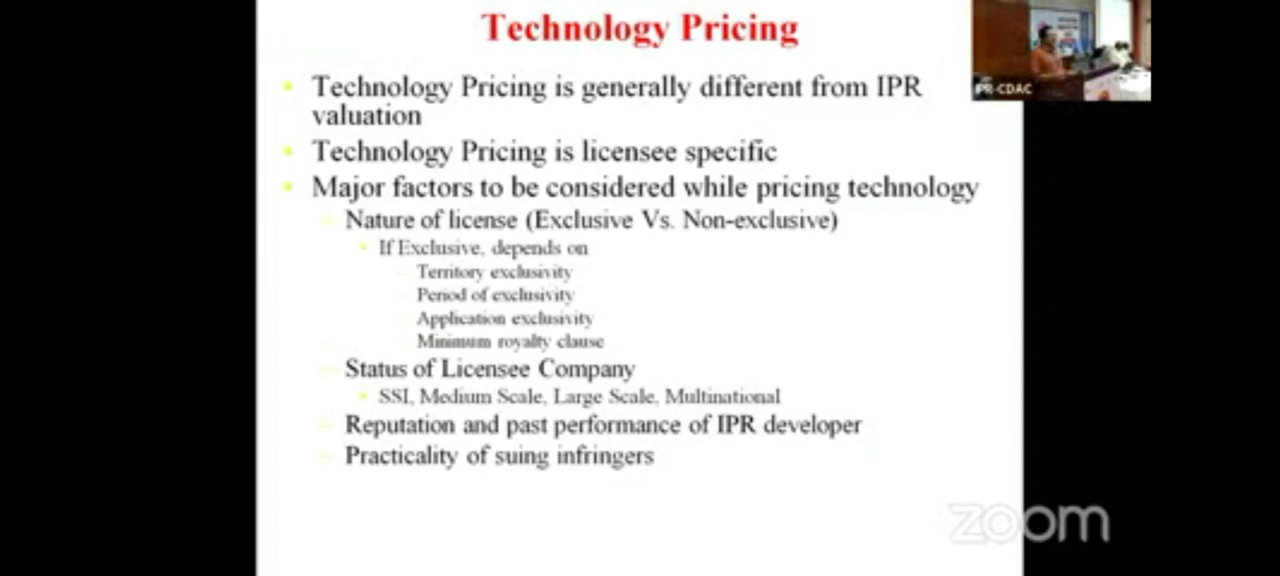 Technology Pricing
Technology Pricing is generally different from IPR
valuation
Technology Pricing is licensee specific
Major factors to be considered while pricing technology
Nature of license (Exclusive Vs. Non-exclusive)
If Exclusive, depends on
Territory exclusivity
Period of exclusivity
Application exclusivity
Minimum royalty clause
Status of Licensee Company
SSI, Medium Scale, Large Scale, Multinational
Reputation and past performance of IPR developer
Practicality of suing infringers
IPR-CDAC
zoom